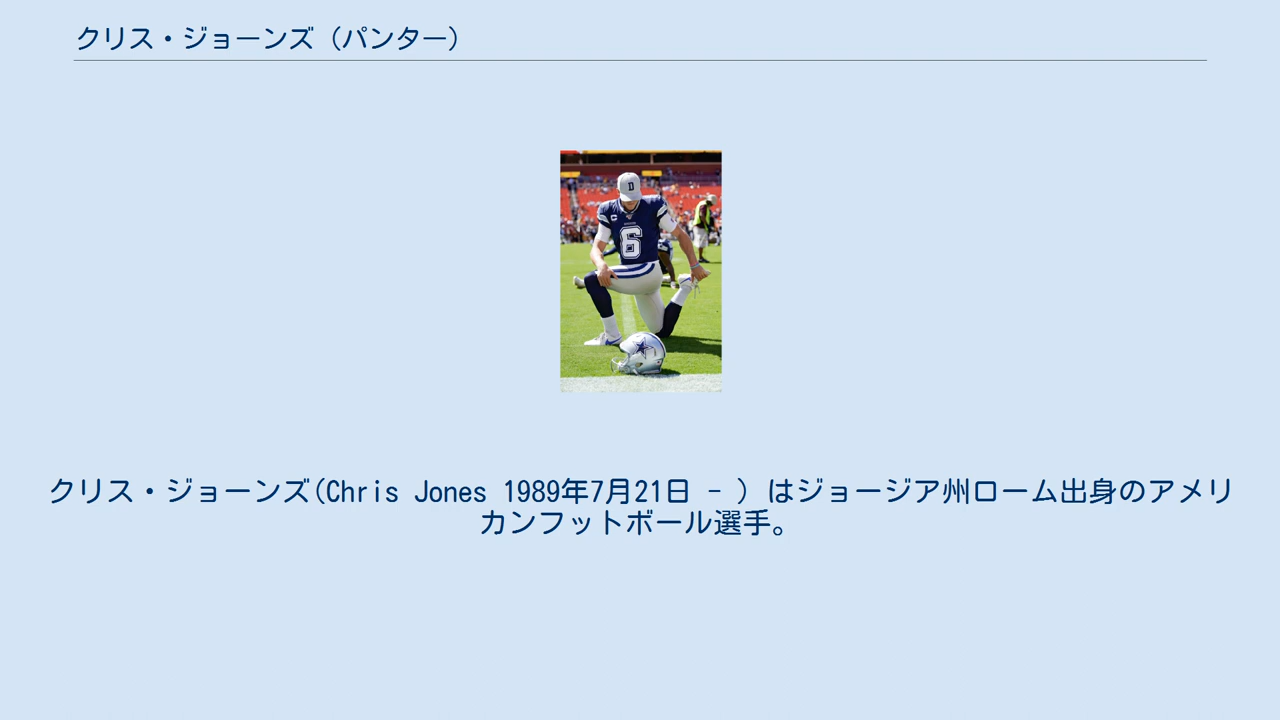 クリス・ジョーンズ（パンター）
D
6
クリス・ジョーンズ(Chris Jones 1989年7月21日 - ）はジョージア州ローム出身のアメリ
カンフットボール選手。